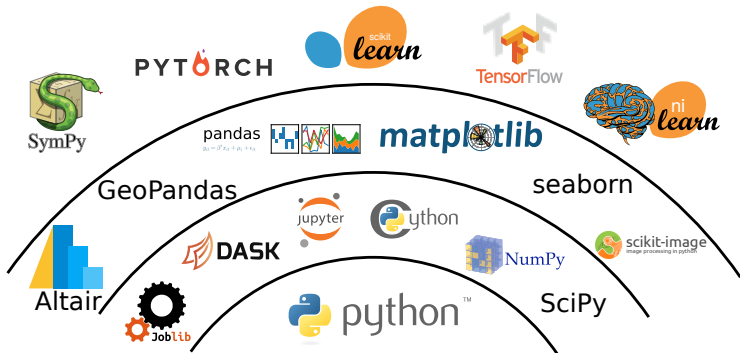 SymPy
PYTORCH
scikit
learn
TensorFlow
ni
learn
pandas
matplotlib
GeoPandas
seaborn
jupyter
Cython
DASK
NumPy
scikit-image
image processing in python
Altair
Joblib
python™
SciPy